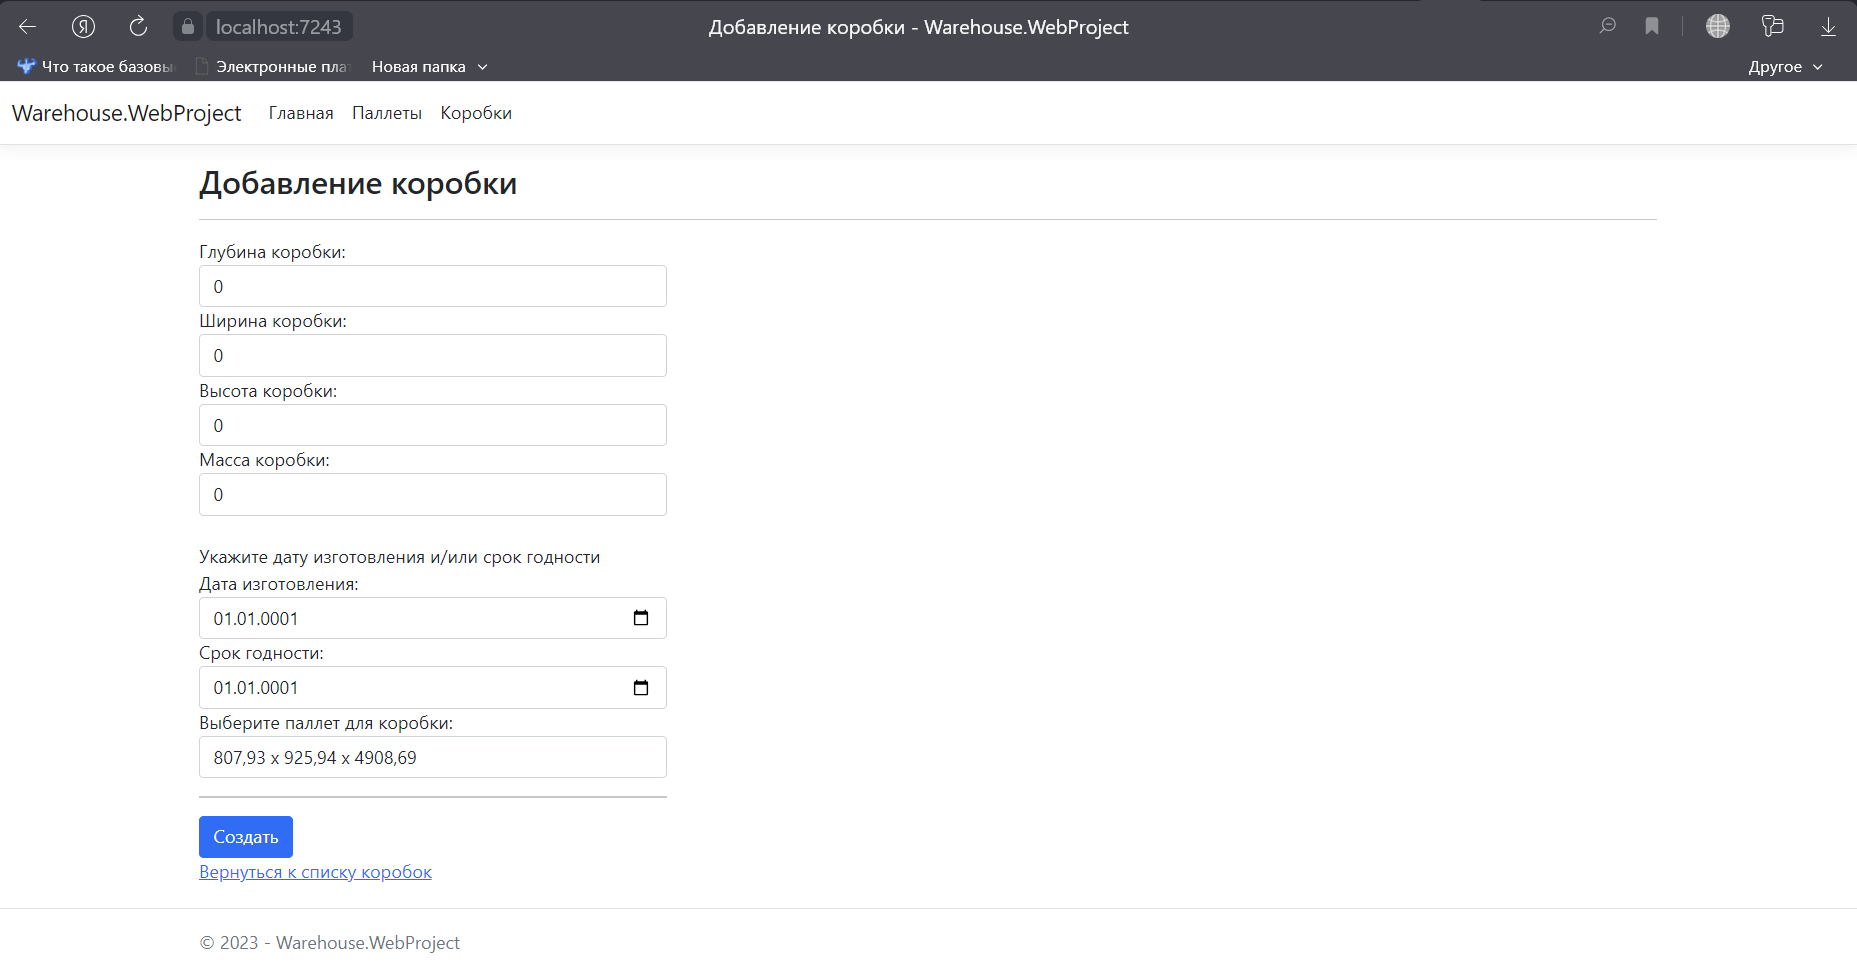 localhost:7243 Добавление коробки - Warehouse.WebProject
Что такое базовы Электронные пла Новая папка Другое
Warehouse.WebProject Главная Паллеты Коробки
Добавление коробки
Глубина коробки:
0
Ширина коробки:
0
Высота коробки:
0
Масса коробки:
0
Укажите дату изготовления и/или срок годности
Дата изготовления:
01.01.0001
Срок годности:
01.01.0001
Выберите паллет для коробки:
807,93 x 925,94 x 4908,69
Создать
Вернуться к списку коробок
© 2023 - Warehouse.WebProject